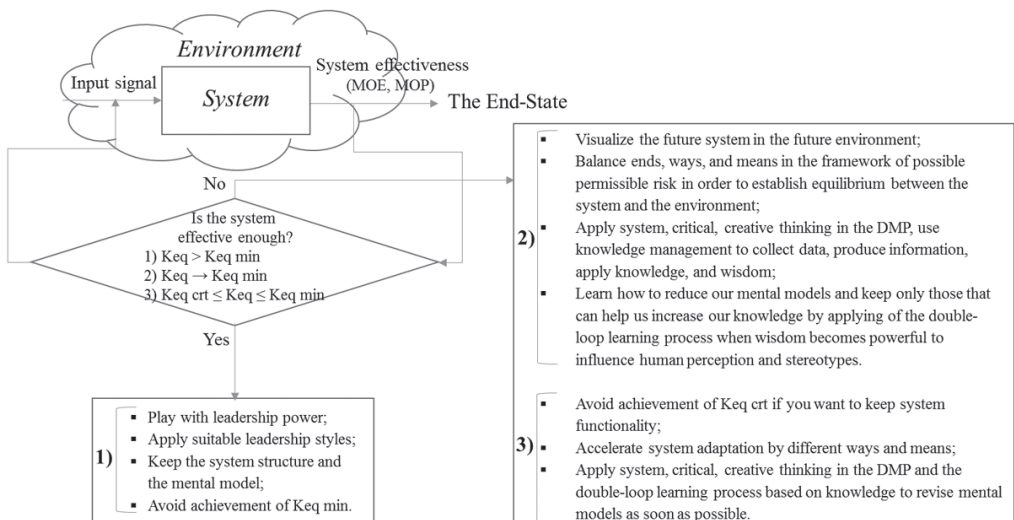 Environment
Input signal
System effectiveness
(MOE, MOP)
System
The End-State
No
Is the system
effective enough?
1) Keq > Keq min
2) Keq → Keq min
3) Keq crt ≤ Keq ≤ Keq min
Yes
1)
▪ Play with leadership power;
▪ Apply suitable leadership styles;
▪ Keep the system structure and
the mental model;
▪ Avoid achievement of Keq min.
2)
▪ Visualize the future system in the future environment;
▪ Balance ends, ways, and means in the framework of possible
permissible risk in order to establish equilibrium between the
system and the environment;
▪ Apply system, critical, creative thinking in the DMP, use
knowledge management to collect data, produce information,
apply knowledge, and wisdom;
▪ Learn how to reduce our mental models and keep only those that
can help us increase our knowledge by applying of the double-
loop learning process when wisdom becomes powerful to
influence human perception and stereotypes.
3)
▪ Avoid achievement of Keq crt if you want to keep system
functionality;
▪ Accelerate system adaptation by different ways and means;
▪ Apply system, critical, creative thinking in the DMP and the
double-loop learning process based on knowledge to revise mental
models as soon as possible.